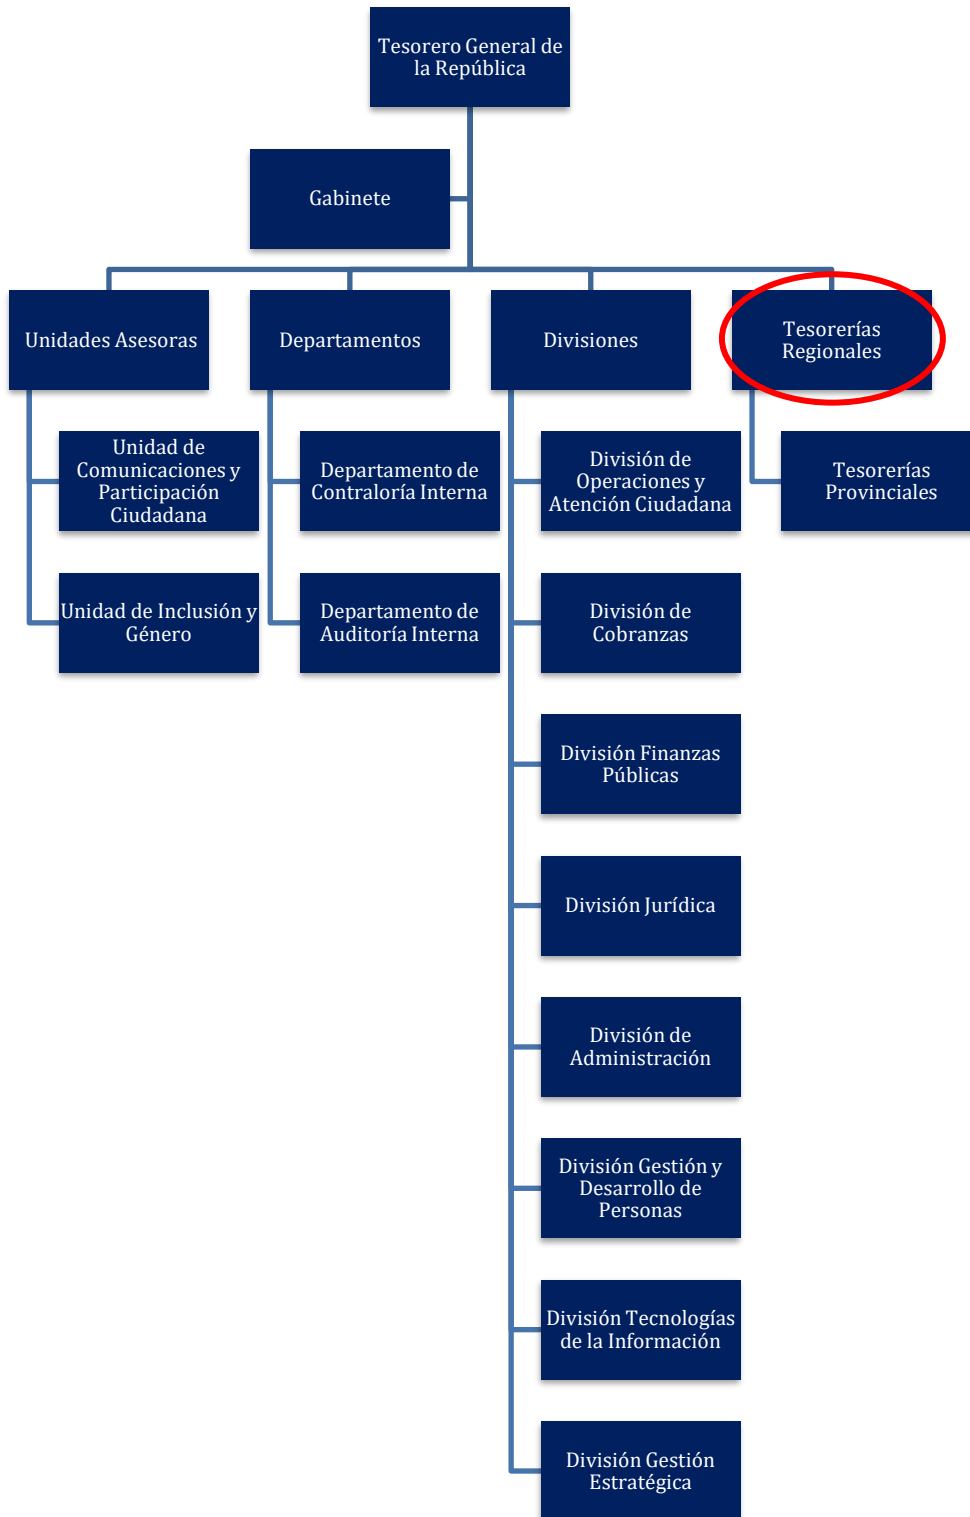 Tesorero General de
la República
Gabinete
Unidades Asesoras
Departamentos
Divisiones
Tesorerías
Regionales
Unidad de
Comunicaciones y
Participación
Ciudadana
Unidad de Inclusión y
Género
Departamento de
Contraloría Interna
Departamento de
Auditoría Interna
División de
Operaciones y
Atención Ciudadana
División de
Cobranzas
División Finanzas
Públicas
División Jurídica
División de
Administración
División Gestión y
Desarrollo de
Personas
División Tecnologías
de la Información
División Gestión
Estratégica
Tesorerías
Provinciales